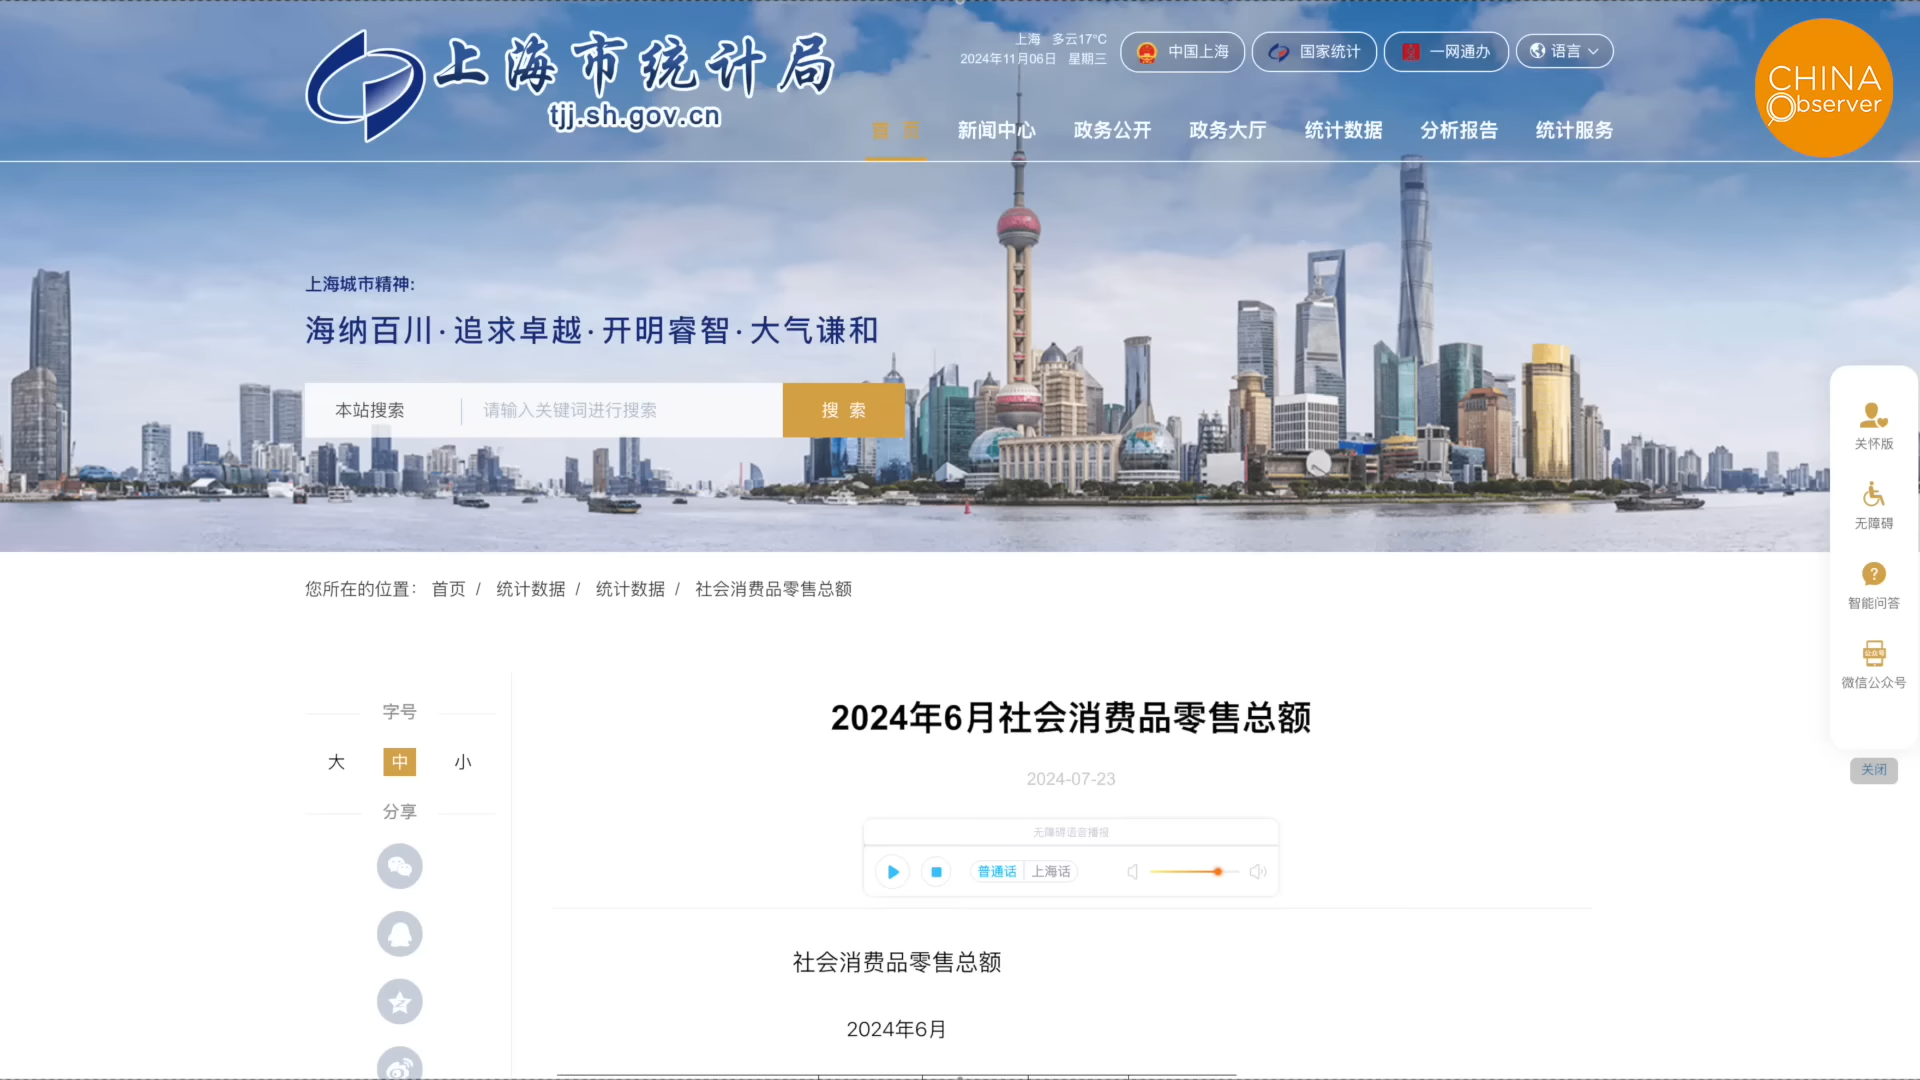 上海市统计局
tjj.sh.gov.cn
上海 多云17°C
2024年11月06日 星期三
中国上海
国家统计
一网通办
语言
CHINA
Observer
首 页
新闻中心
政务公开
政务大厅
统计数据
分析报告
统计服务
上海城市精神:
海纳百川·追求卓越·开明睿智·大气谦和
本站搜索
请输入关键词进行搜索
搜 索
关怀版
无障碍
智能问答
公众号
微信公众号
关闭
您所在的位置: 首页 / 统计数据 / 统计数据 / 社会消费品零售总额
字号
大 中 小
分享
2024年6月社会消费品零售总额
2024-07-23
无障碍语音播报
普通话 上海话
社会消费品零售总额
2024年6月